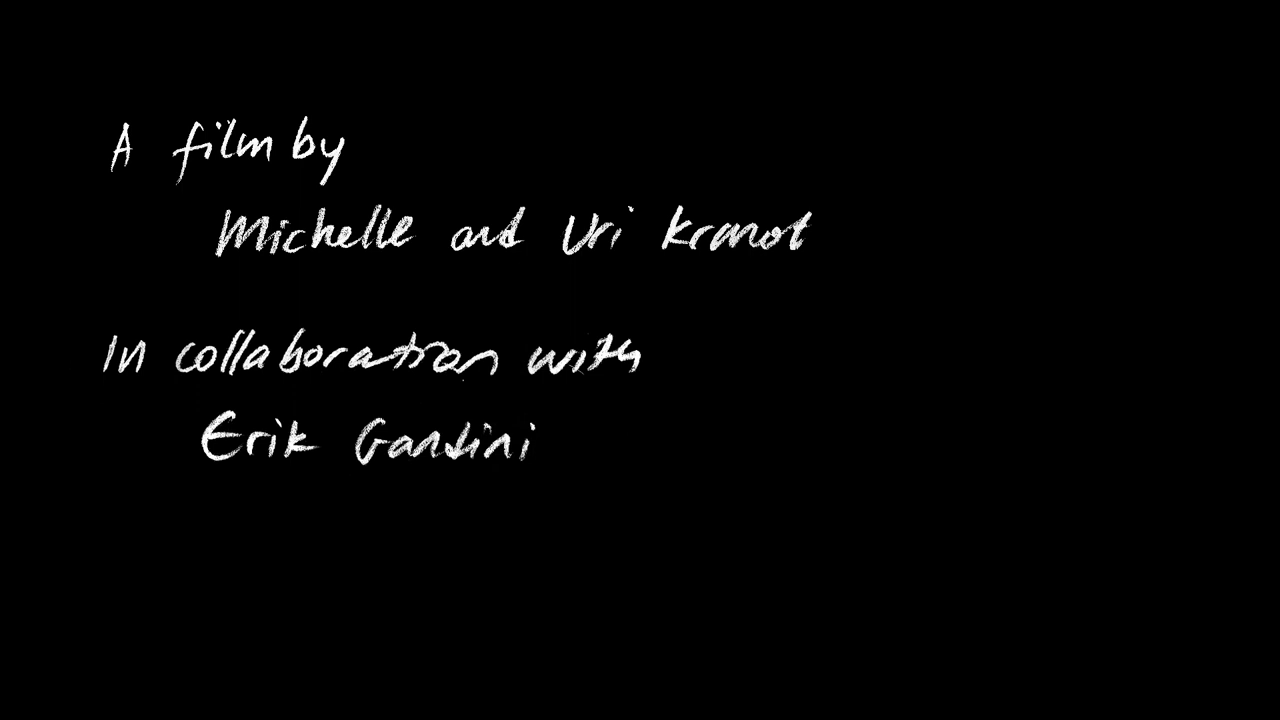 A film by
Michelle and Uri Kranot
In collaboration with
Erik Gandini